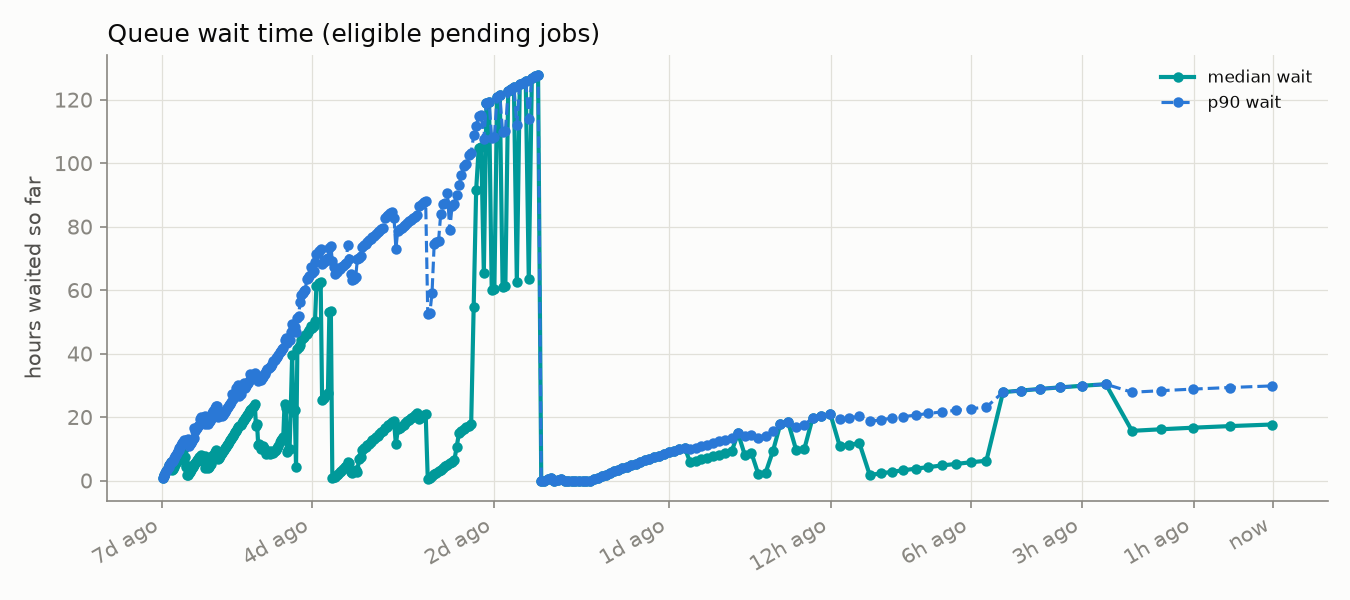 Queue wait time (eligible pending jobs)
median wait
p90 wait
hours waited so far
120
100
80
60
40
20
0
7d ago
4d ago
2d ago
1d ago
12h ago
6h ago
3h ago
1h ago
now